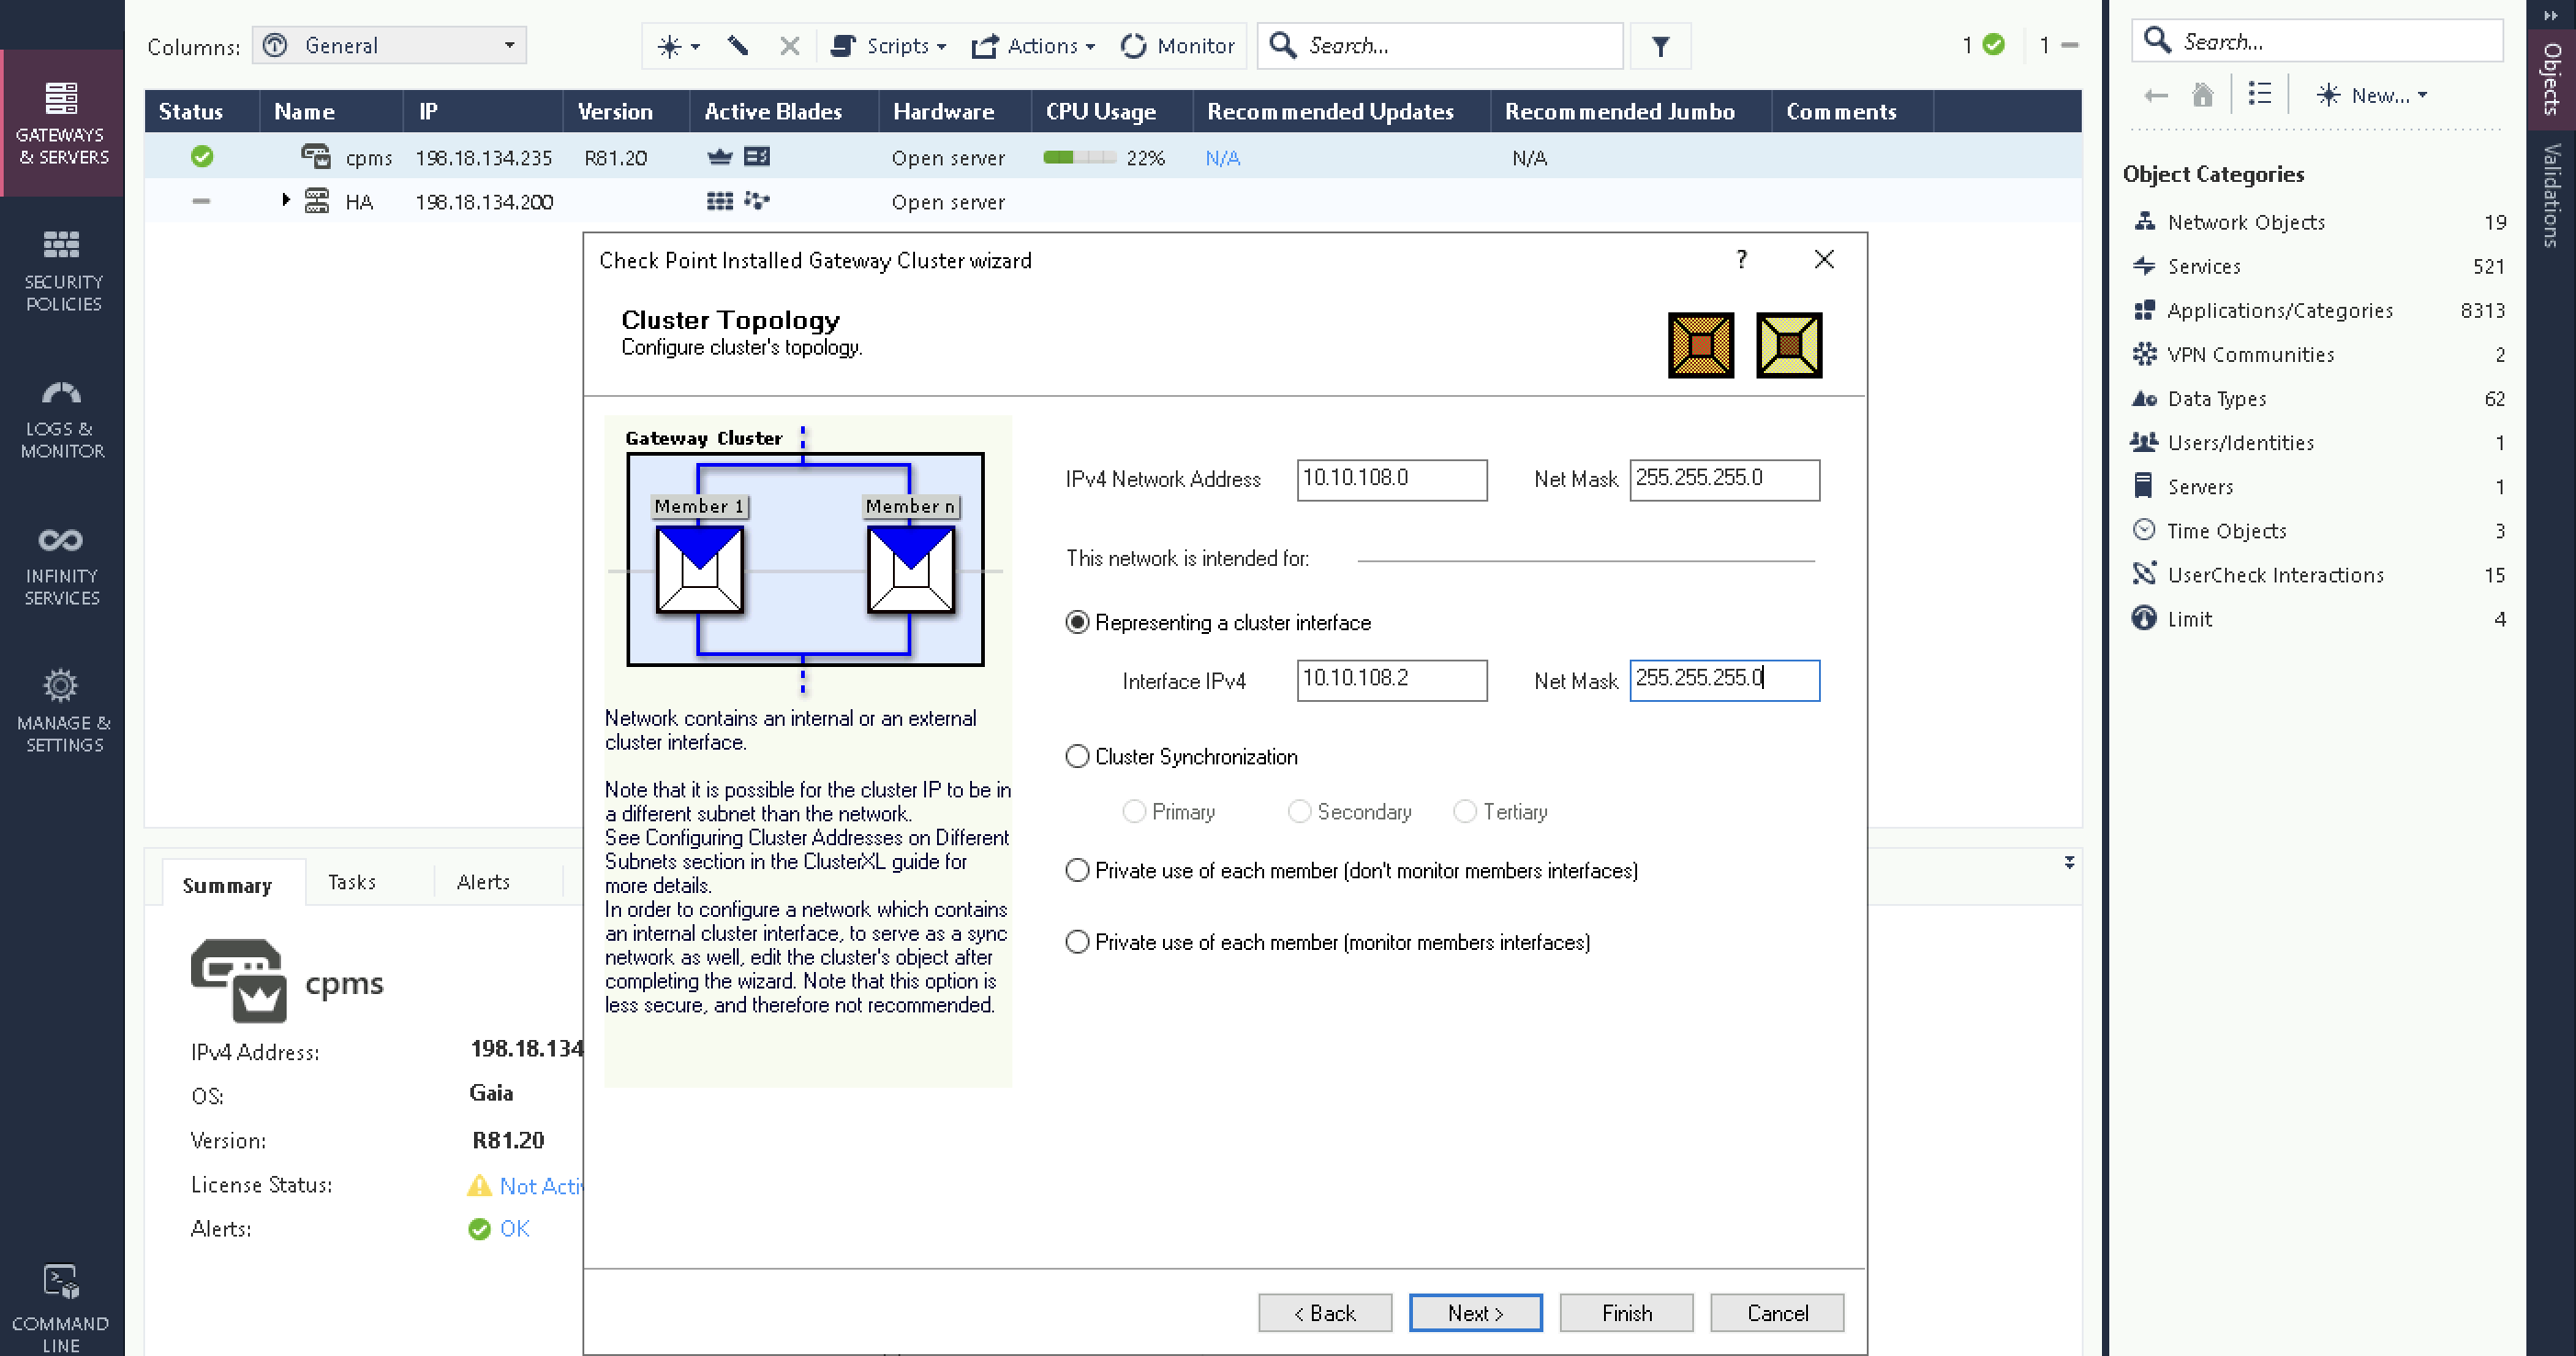 Columns: General
Scripts Actions Monitor Search... 1 1
Status Name IP Version Active Blades Hardware CPU Usage Recommended Updates Recommended Jumbo Comments
cpms 198.18.134.235 R81.20 Open server 22% N/A N/A
HA 198.18.134.200 Open server
GATEWAYS
& SERVERS
SECURITY
POLICIES
LOGS &
MONITOR
INFINITY
SERVICES
MANAGE &
SETTINGS
COMMAND
LINE
Check Point Installed Gateway Cluster wizard ?
Cluster Topology
Configure cluster's topology.
Gateway Cluster
Member 1 Member n
Network contains an internal or an external
cluster interface.
Note that it is possible for the cluster IP to be in
a different subnet than the network.
See Configuring Cluster Addresses on Different
Subnets section in the ClusterXL guide for
more details.
In order to configure a network which contains
an internal cluster interface, to serve as a sync
network as well, edit the cluster's object after
completing the wizard. Note that this option is
less secure, and therefore not recommended.
IPv4 Network Address 10.10.108.0 Net Mask 255.255.255.0
This network is intended for:
Representing a cluster interface
Interface IPv4 10.10.108.2 Net Mask 255.255.255.0
Cluster Synchronization
Primary Secondary Tertiary
Private use of each member (don't monitor members interfaces)
Private use of each member (monitor members interfaces)
< Back Next > Finish Cancel
Summary Tasks Alerts
cpms
IPv4 Address: 198.18.134
OS: Gaia
Version: R81.20
License Status: Not Acti
Alerts: OK
Search...
New...
Object Categories
Network Objects 19
Services 521
Applications/Categories 8313
VPN Communities 2
Data Types 62
Users/Identities 1
Servers 1
Time Objects 3
UserCheck Interactions 15
Limit 4
Objects
Validations